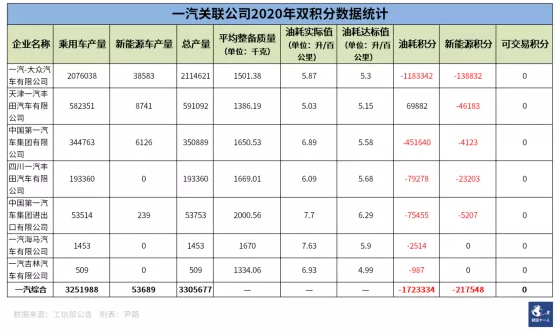 一汽关联公司2020年双积分数据统计
企业名称 乘用车产量 新能源车产量 总产量 平均整备质量（单位：千克） 油耗实际值（单位：升/百公里） 油耗达标值（单位：升/百公里） 油耗积分 新能源积分 可交易积分
一汽-大众汽车有限公司 2076038 38583 2114621 1501.38 5.87 5.3 -1183342 -138832 0
天津一汽丰田汽车有限公司 582351 8741 591092 1386.19 5.03 5.15 69882 -46183 0
中国第一汽车集团有限公司 344763 6126 350889 1650.53 6.89 5.58 -451640 -4123 0
四川一汽丰田汽车有限公司 193360 0 193360 1669.01 6.09 5.68 -79278 -23203 0
中国第一汽车集团进出口有限公司 53514 239 53753 2000.56 7.7 6.29 -75455 -5207 0
一汽海马汽车有限公司 1453 0 1453 1670 7.63 5.9 -2514 0 0
一汽吉林汽车有限公司 509 0 509 1334.06 6.93 4.99 -987 0 0
一汽综合 3251988 53689 3305677 — — — -1723334 -217548 0
数据来源：工信部公告 制表：尹路